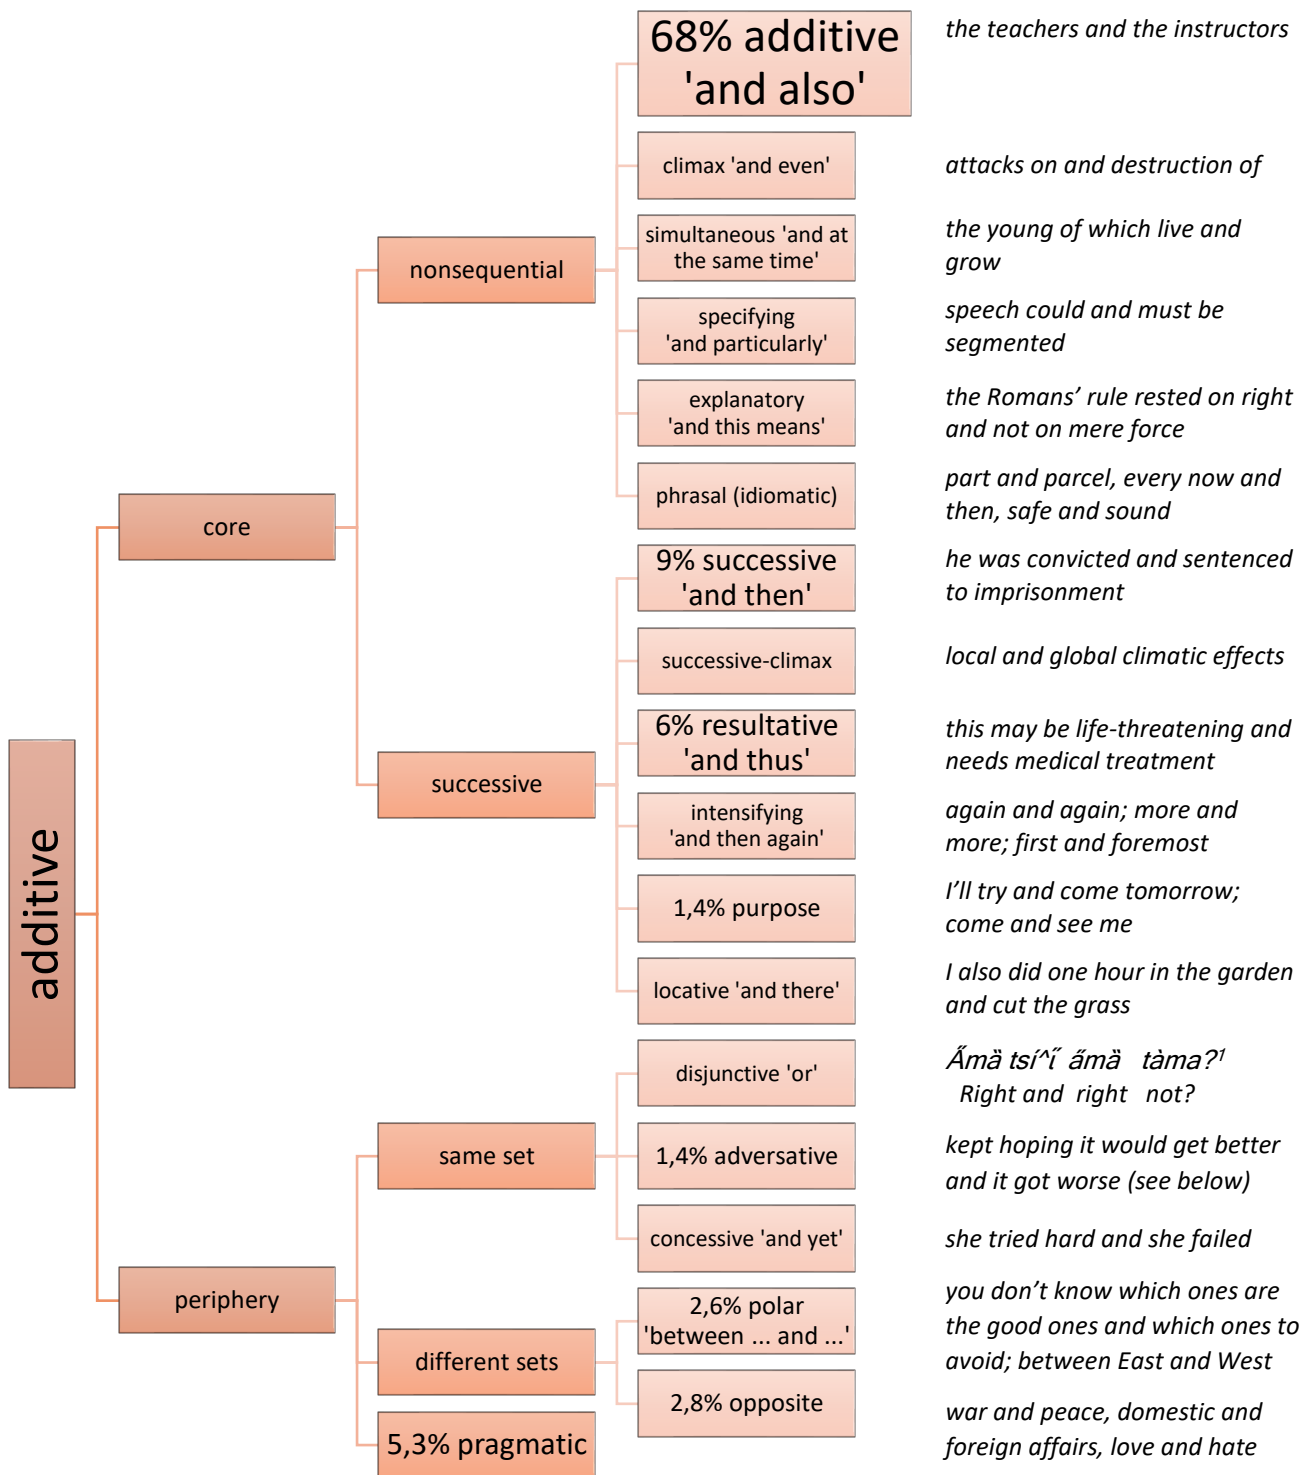 68% additive
'and also'
the teachers and the instructors
climax 'and even'
attacks on and destruction of
simultaneous 'and at
the same time'
the young of which live and
grow
nonsequential
specifying
'and particularly'
speech could and must be
segmented
explanatory
'and this means'
the Romans’ rule rested on right
and not on mere force
phrasal (idiomatic)
part and parcel, every now and
then, safe and sound
core
9% successive
'and then'
he was convicted and sentenced
to imprisonment
successive-climax
local and global climatic effects
6% resultative
'and thus'
this may be life-threatening and
needs medical treatment
successive
intensifying
'and then again'
again and again; more and
more; first and foremost
1,4% purpose
I’ll try and come tomorrow;
come and see me
additive
locative 'and there'
I also did one hour in the garden
and cut the grass
disjunctive 'or'
Ấmȁ tsí^ḯ ấmȁ tàma?¹
Right and right not?
same set
1,4% adversative
kept hoping it would get better
and it got worse (see below)
concessive 'and yet'
she tried hard and she failed
periphery
2,6% polar
'between ... and ...'
you don’t know which ones are
the good ones and which ones to
avoid; between East and West
different sets
2,8% opposite
war and peace, domestic and
foreign affairs, love and hate
5,3% pragmatic